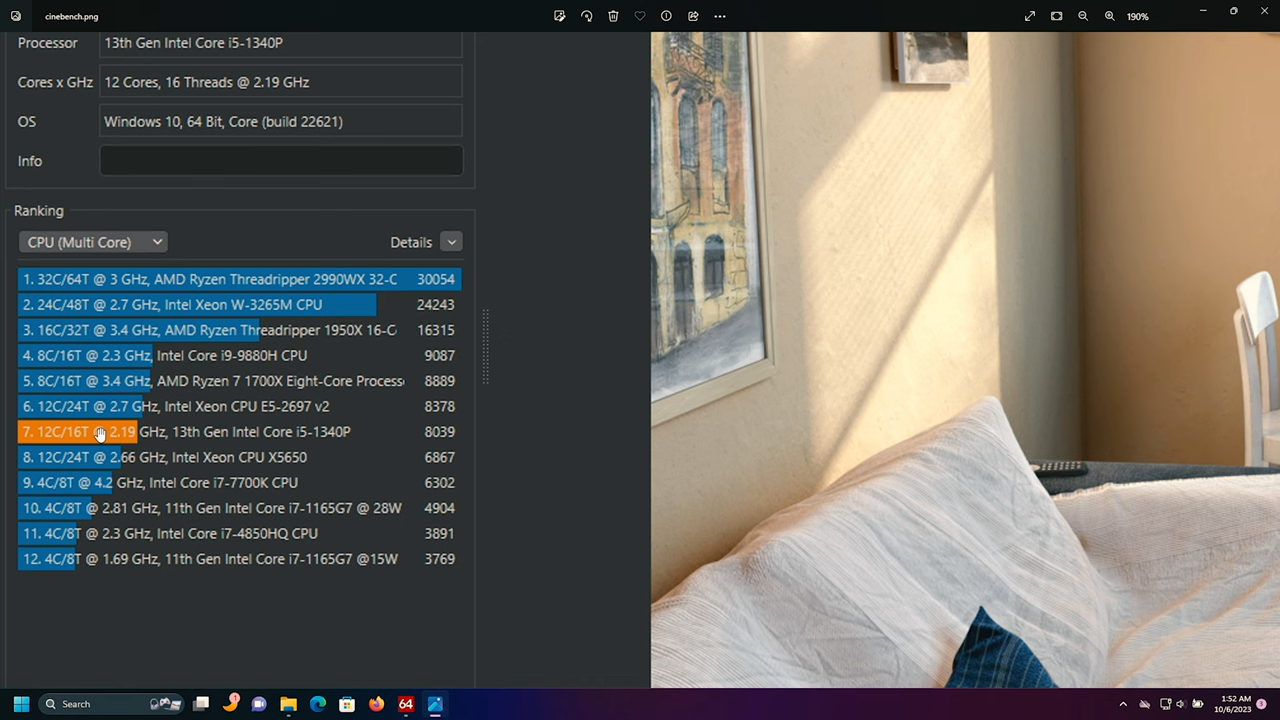 cinebench.png
190%
Processor 13th Gen Intel Core i5-1340P
Cores x GHz 12 Cores, 16 Threads @ 2.19 GHz
OS Windows 10, 64 Bit, Core (build 22621)
Info
Ranking
CPU (Multi Core) Details
1. 32C/64T @ 3 GHz, AMD Ryzen Threadripper 2990WX 32-C 30054
2. 24C/48T @ 2.7 GHz, Intel Xeon W-3265M CPU 24243
3. 16C/32T @ 3.4 GHz, AMD Ryzen Threadripper 1950X 16-C 16315
4. 8C/16T @ 2.3 GHz, Intel Core i9-9880H CPU 9087
5. 8C/16T @ 3.4 GHz, AMD Ryzen 7 1700X Eight-Core Process 8889
6. 12C/24T @ 2.7 GHz, Intel Xeon CPU E5-2697 v2 8378
7. 12C/16T @ 2.19 GHz, 13th Gen Intel Core i5-1340P 8039
8. 12C/24T @ 2.66 GHz, Intel Xeon CPU X5650 6867
9. 4C/8T @ 4.2 GHz, Intel Core i7-7700K CPU 6302
10. 4C/8T @ 2.81 GHz, 11th Gen Intel Core i7-1165G7 @ 28W 4904
11. 4C/8T @ 2.3 GHz, Intel Core i7-4850HQ CPU 3891
12. 4C/8T @ 1.69 GHz, 11th Gen Intel Core i7-1165G7 @15W 3769
Search
1
64
1:52 AM
10/6/2023
3